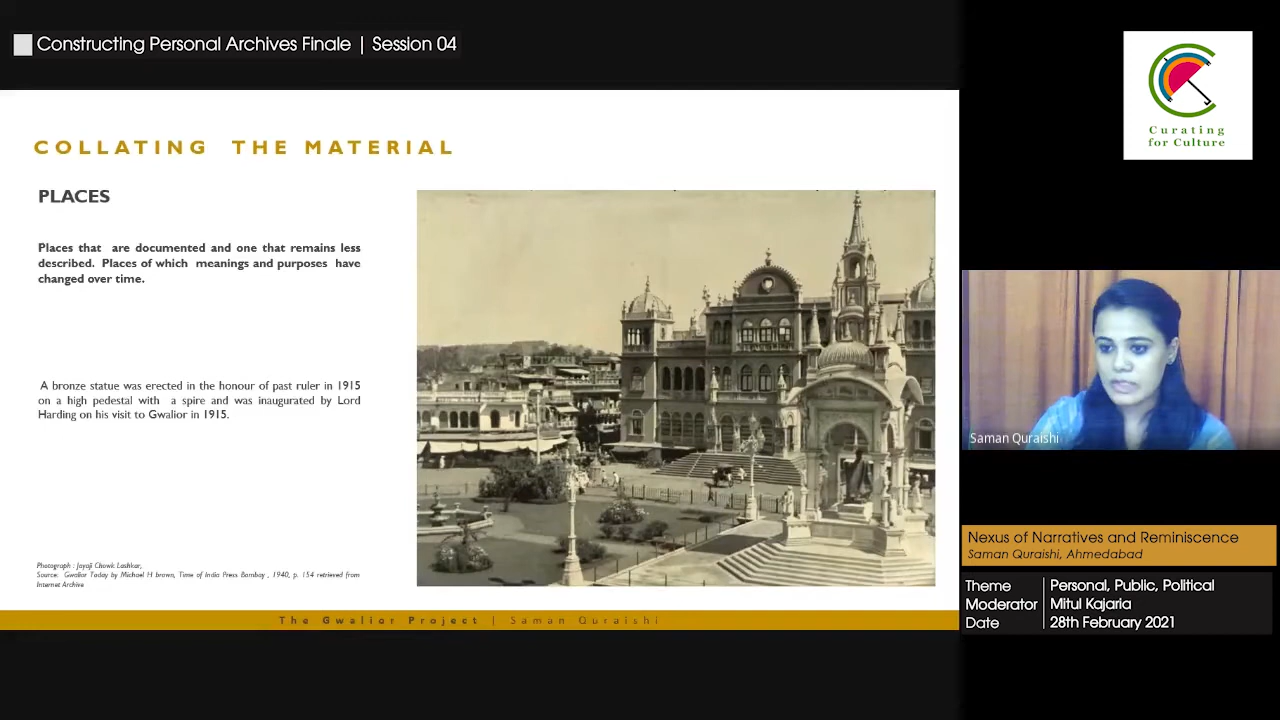 Constructing Personal Archives Finale | Session 04
COLLATING THE MATERIAL
PLACES
Places that are documented and one that remains less
described. Places of which meanings and purposes have
changed over time.
A bronze statue was erected in the honour of past ruler in 1915
on a high pedestal with a spire and was inaugurated by Lord
Harding on his visit to Gwalior in 1915.
Photograph : Jayaji Chowk Lashkar,
Source: Gwalior Today by Michael H brown, Time of India Press Bombay , 1940, p. 154 retrieved from
Internet Archive
The Gwalior Project | Saman Quraishi
Curating
for Culture
Saman Quraishi
Nexus of Narratives and Reminiscence
Saman Quraishi, Ahmedabad
Theme Personal, Public, Political
Moderator Mitul Kajaria
Date 28th February 2021